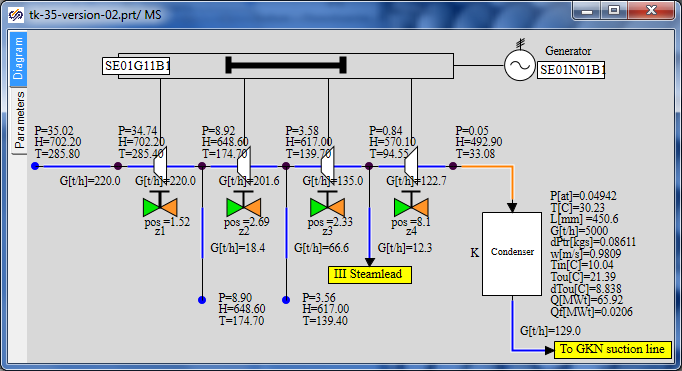 tk-35-version-02.prt/ MS
Diagram
Parameters
SE01G11B1
Generator
SE01N01B1
P=35.02
H=702.20
T=285.80
P=34.74
H=702.20
T=285.40
P=8.92
H=648.60
T=174.70
P=3.58
H=617.00
T=139.70
P=0.84
H=570.10
T=94.55
P=0.05
H=492.90
T=33.08
G[t/h]=220.0
G[t/h]=220.0
G[t/h]=201.6
G[t/h]=135.0
G[t/h]=122.7
pos =1.52
z1
pos =2.69
z2
pos =2.33
z3
pos =8.1
z4
G[t/h]=18.4
G[t/h]=66.6
G[t/h]=12.3
III Steamlead
P=8.90
H=648.60
T=174.70
P=3.56
H=617.00
T=139.40
K
Condenser
P[at]=0.04942
T[C]=30.23
L[mm] =450.6
G[t/h]=5000
dPtr[kgs]=0.08611
w[m/s]=0.9809
Tin[C]=10.04
Tou[C]=21.39
dTou[C]=8.838
Q[MWt]=65.92
Qf[MWt]=0.0206
G[t/h]=129.0
To GKN suction line